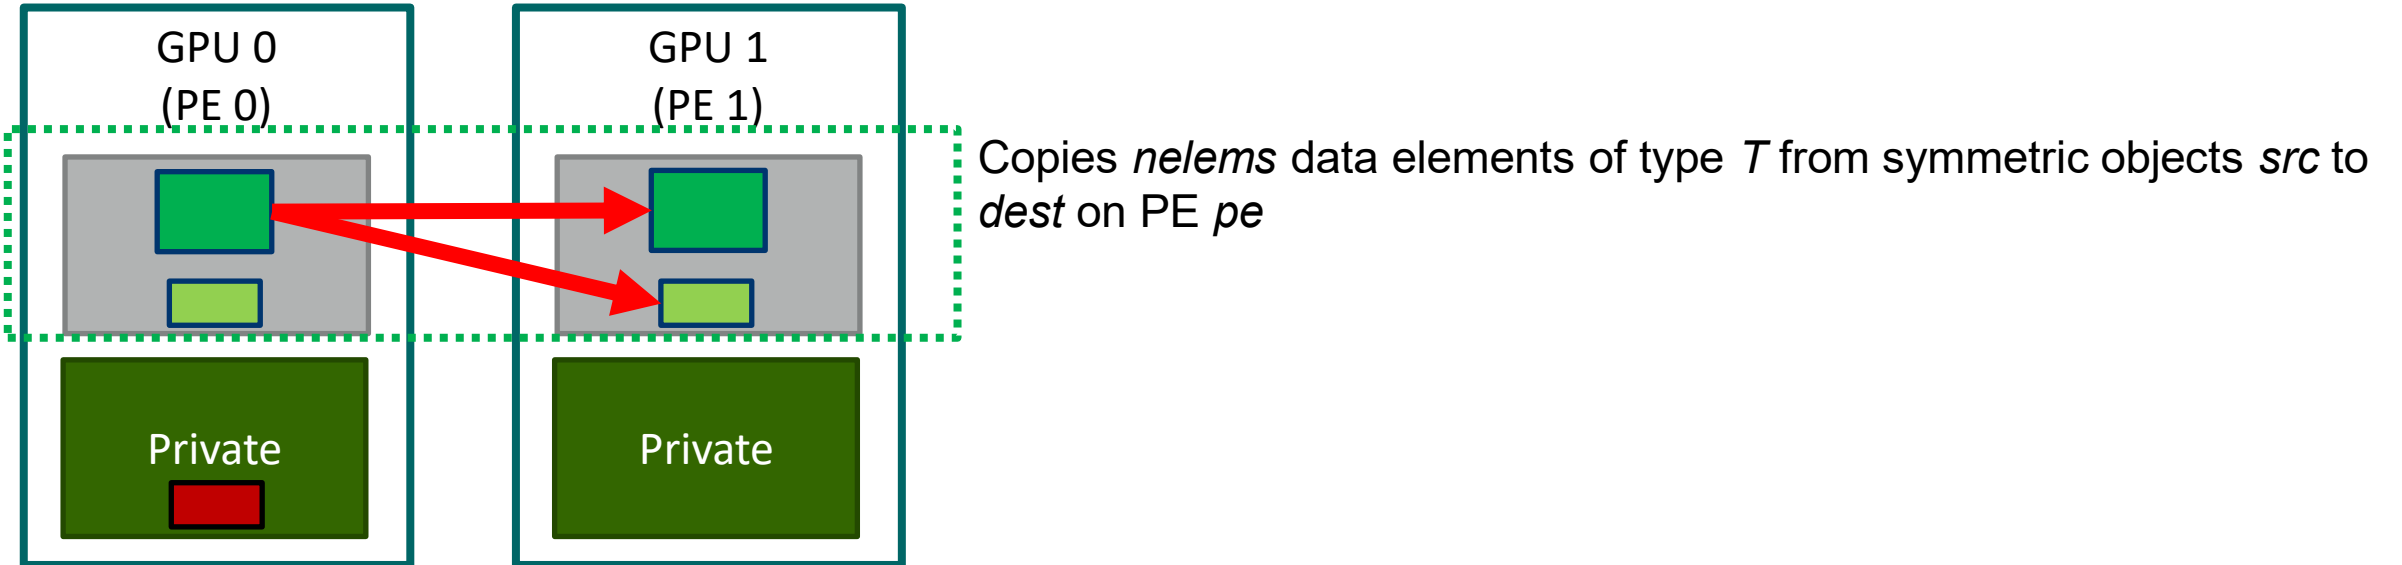 GPU 0
(PE 0)
GPU 1
(PE 1)
Copies nelems data elements of type T from symmetric objects src to
dest on PE pe
Private
Private